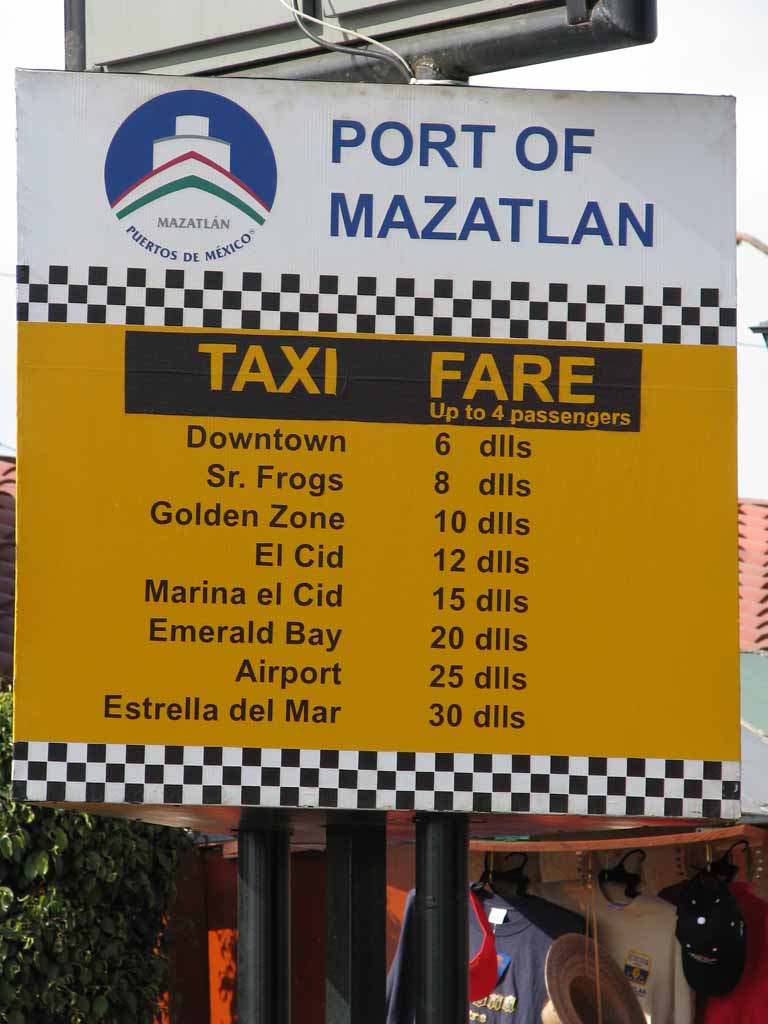 PORT OF
MAZATLAN
MAZATLÁN
PUERTOS DE MÉXICO®
TAXI FARE
Up to 4 passengers
Downtown 6 dlls
Sr. Frogs 8 dlls
Golden Zone 10 dlls
El Cid 12 dlls
Marina el Cid 15 dlls
Emerald Bay 20 dlls
Airport 25 dlls
Estrella del Mar 30 dlls